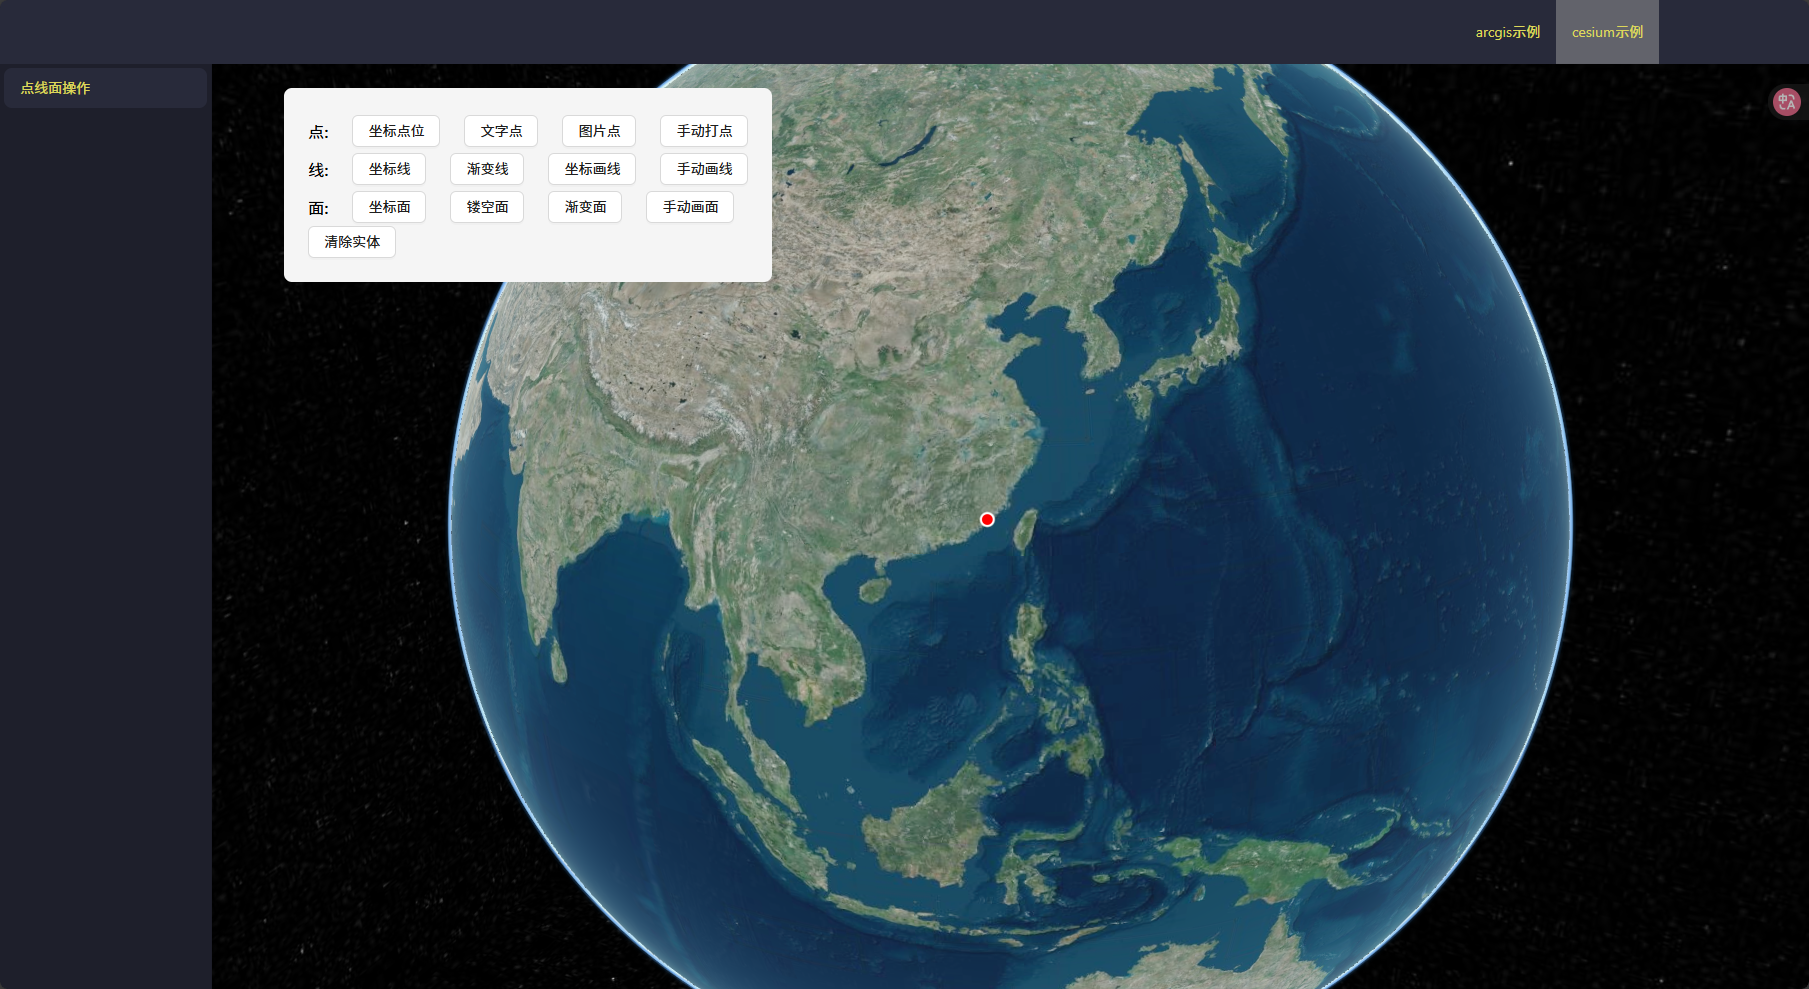 arcgis示例 cesium示例
点线面操作
点: 坐标点位 文字点 图片点 手动打点
线: 坐标线 渐变线 坐标画线 手动画线
面: 坐标面 镂空面 渐变面 手动画面
清除实体
中 A